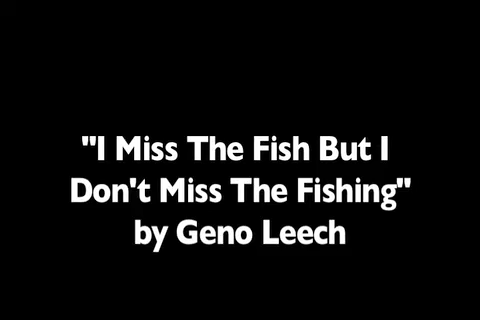 "I Miss The Fish But I
Don't Miss The Fishing"
by Geno Leech